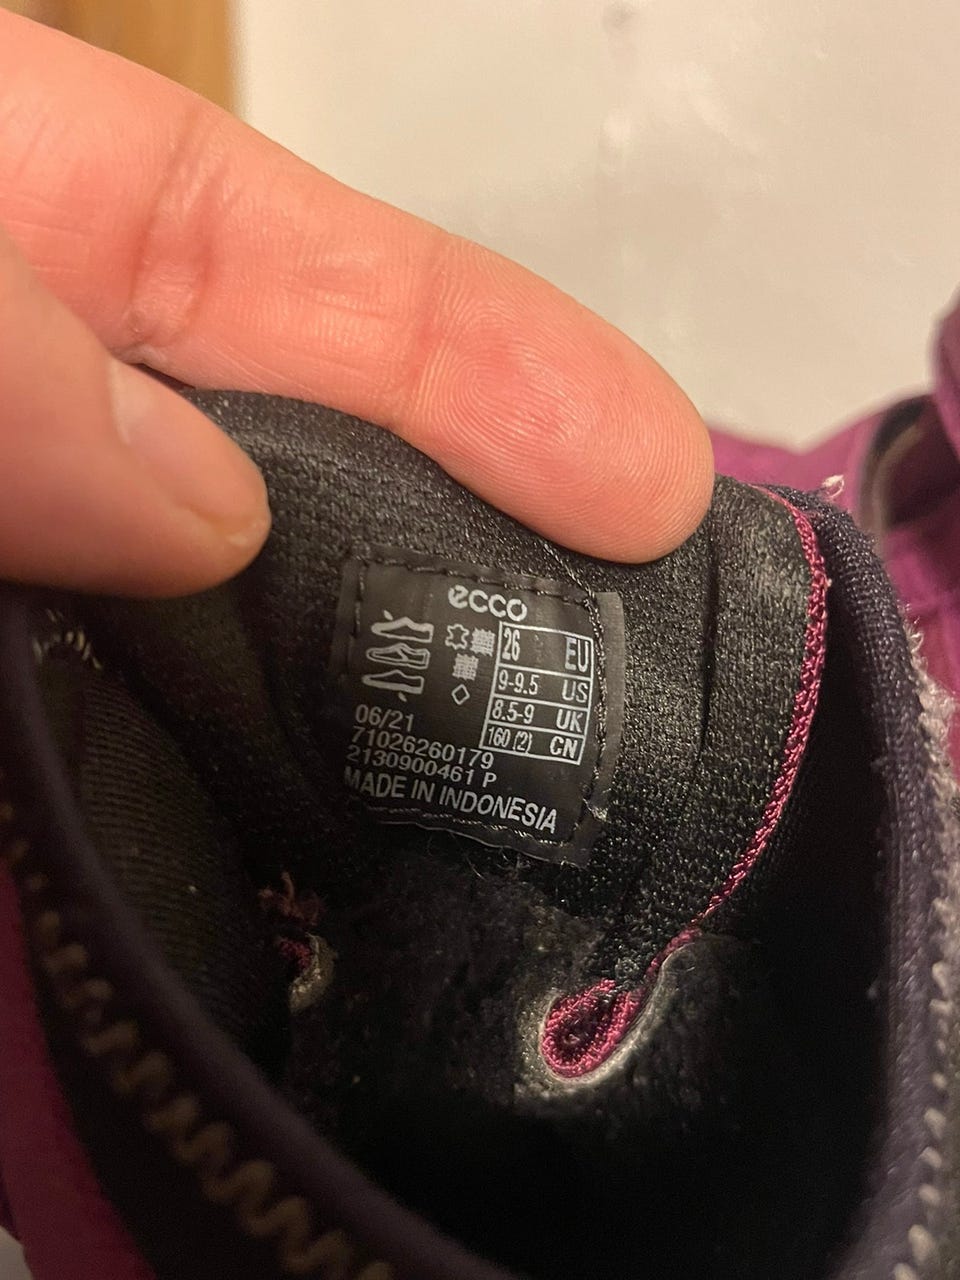 ecco
26 EU
9-9.5 US
8.5-9 UK
160 (2) CN
06/21
71026260179
2130900461 P
MADE IN INDONESIA